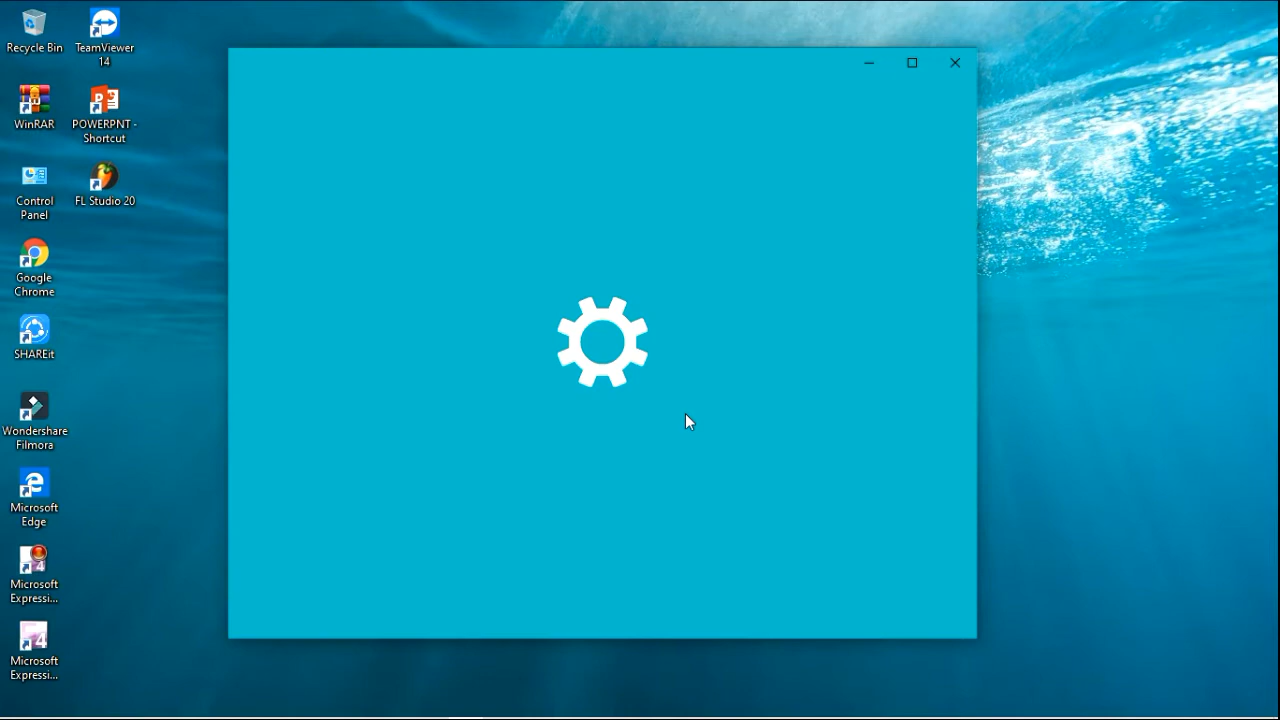 Recycle Bin
TeamViewer
14
WinRAR
POWERPNT -
Shortcut
Control
Panel
FL Studio 20
Google
Chrome
SHAREit
Wondershare
Filmora
Microsoft
Edge
Microsoft
Expressi...
Microsoft
Expressi...